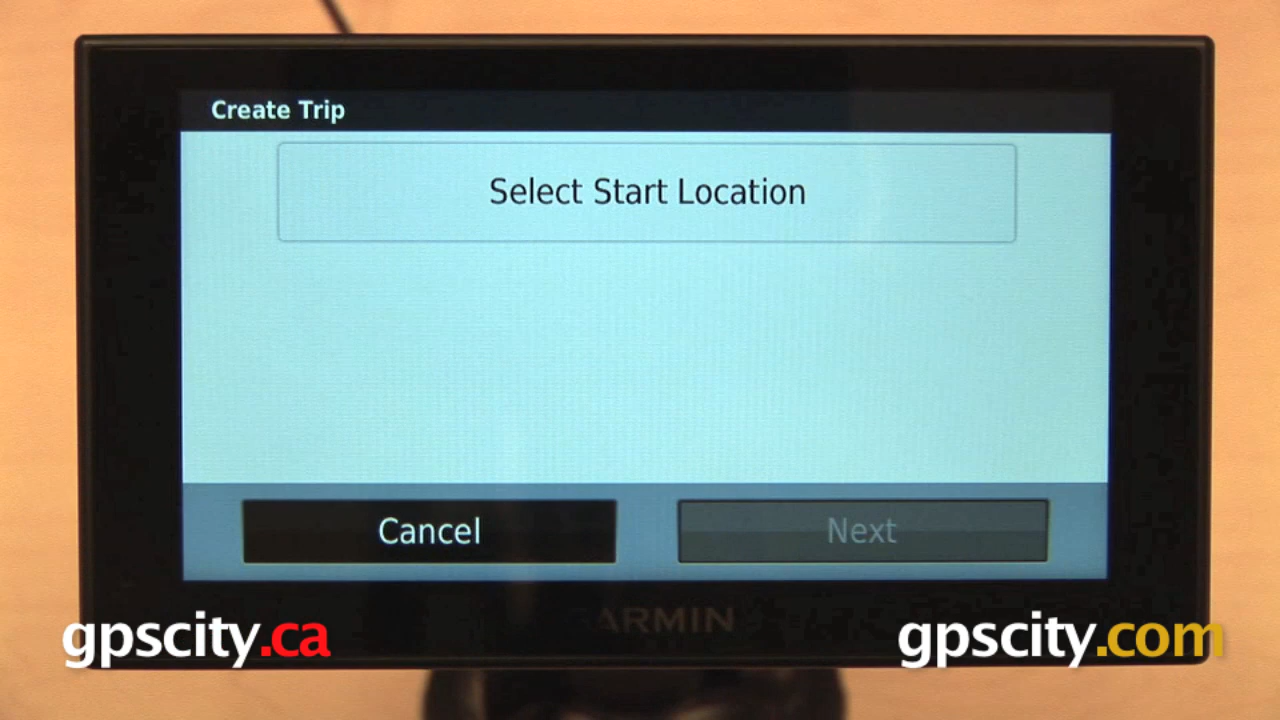 Create Trip
Select Start Location
Cancel
Next
GARMIN
gpscity.ca
gpscity.com